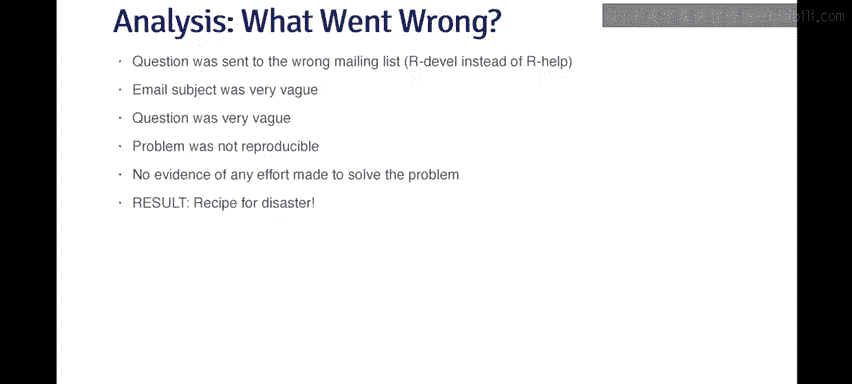 Analysis: What Went Wrong?
· Question was sent to the wrong mailing list (R-devel instead of R-help)
· Email subject was very vague
· Question was very vague
· Problem was not reproducible
· No evidence of any effort made to solve the problem
· RESULT: Recipe for disaster!